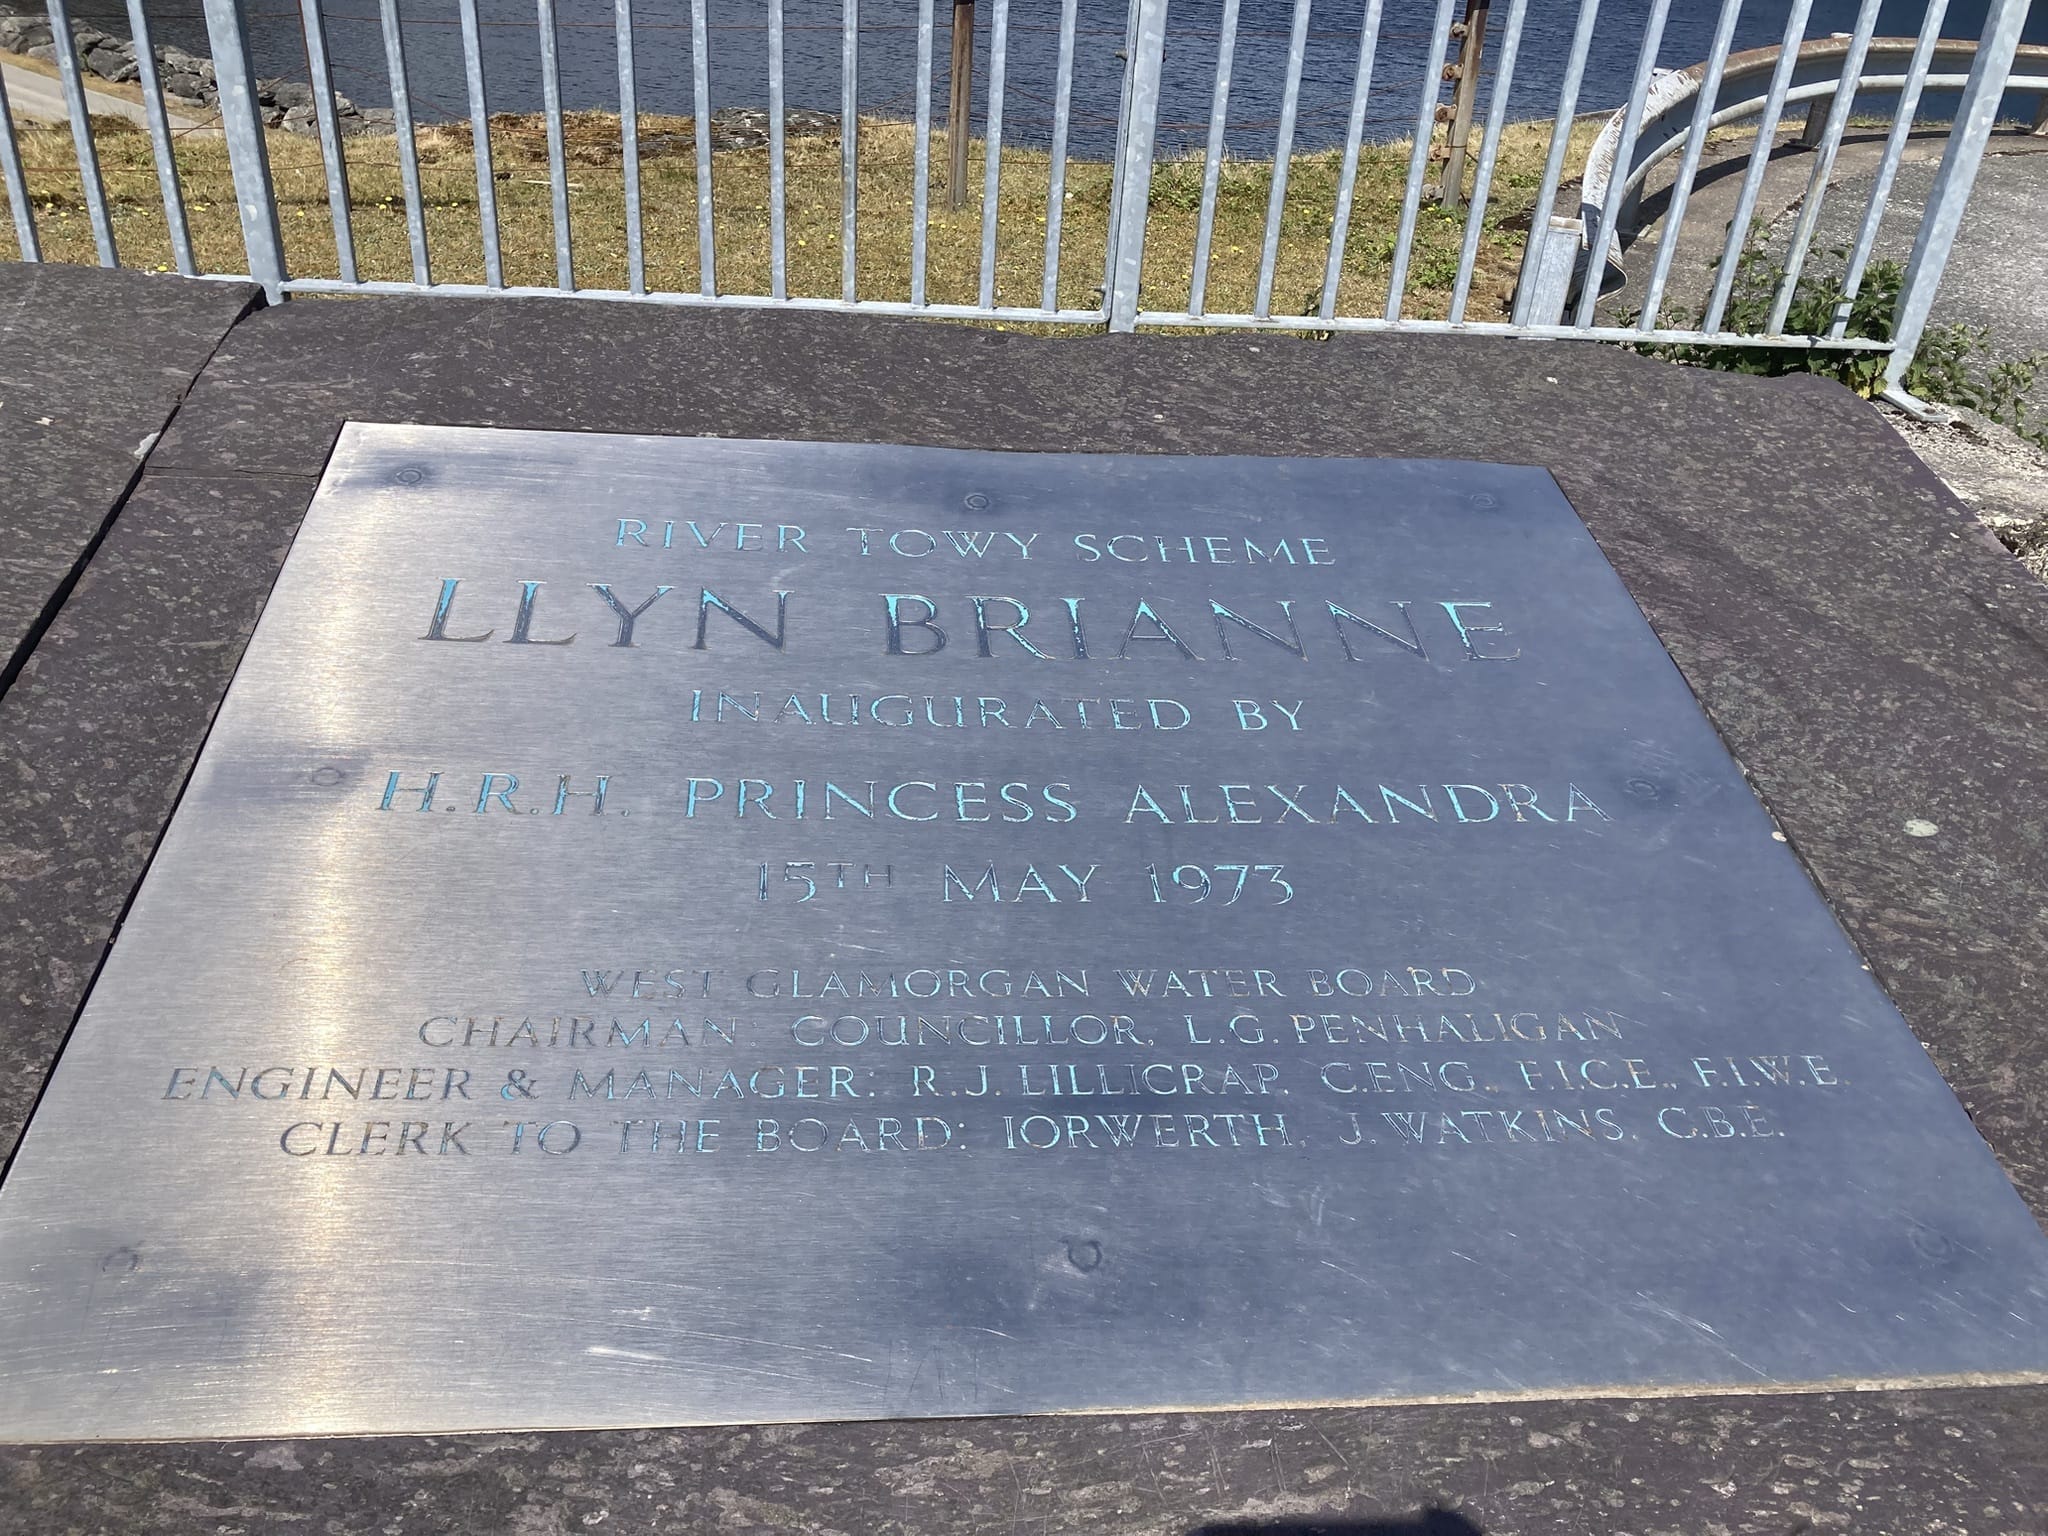 RIVER TOWY SCHEME
LLYN BRIANNE
INAUGURATED BY
H.R.H. PRINCESS ALEXANDRA
15TH MAY 1973
WEST GLAMORGAN WATER BOARD
CHAIRMAN: COUNCILLOR, L.G. PENHALIGAN
ENGINEER & MANAGER: R.J. LILLICRAP, C.ENG., F.I.C.E., F.I.W.E.
CLERK TO THE BOARD: IORWERTH, J. WATKINS, C.B.E.